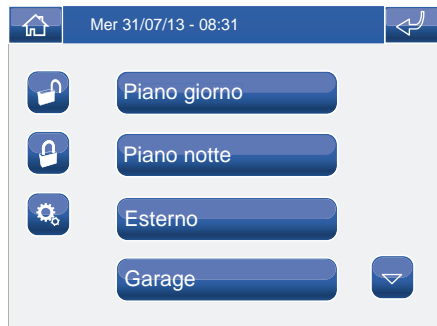 Mer 31/07/13 - 08:31
Piano giorno
Piano notte
Esterno
Garage